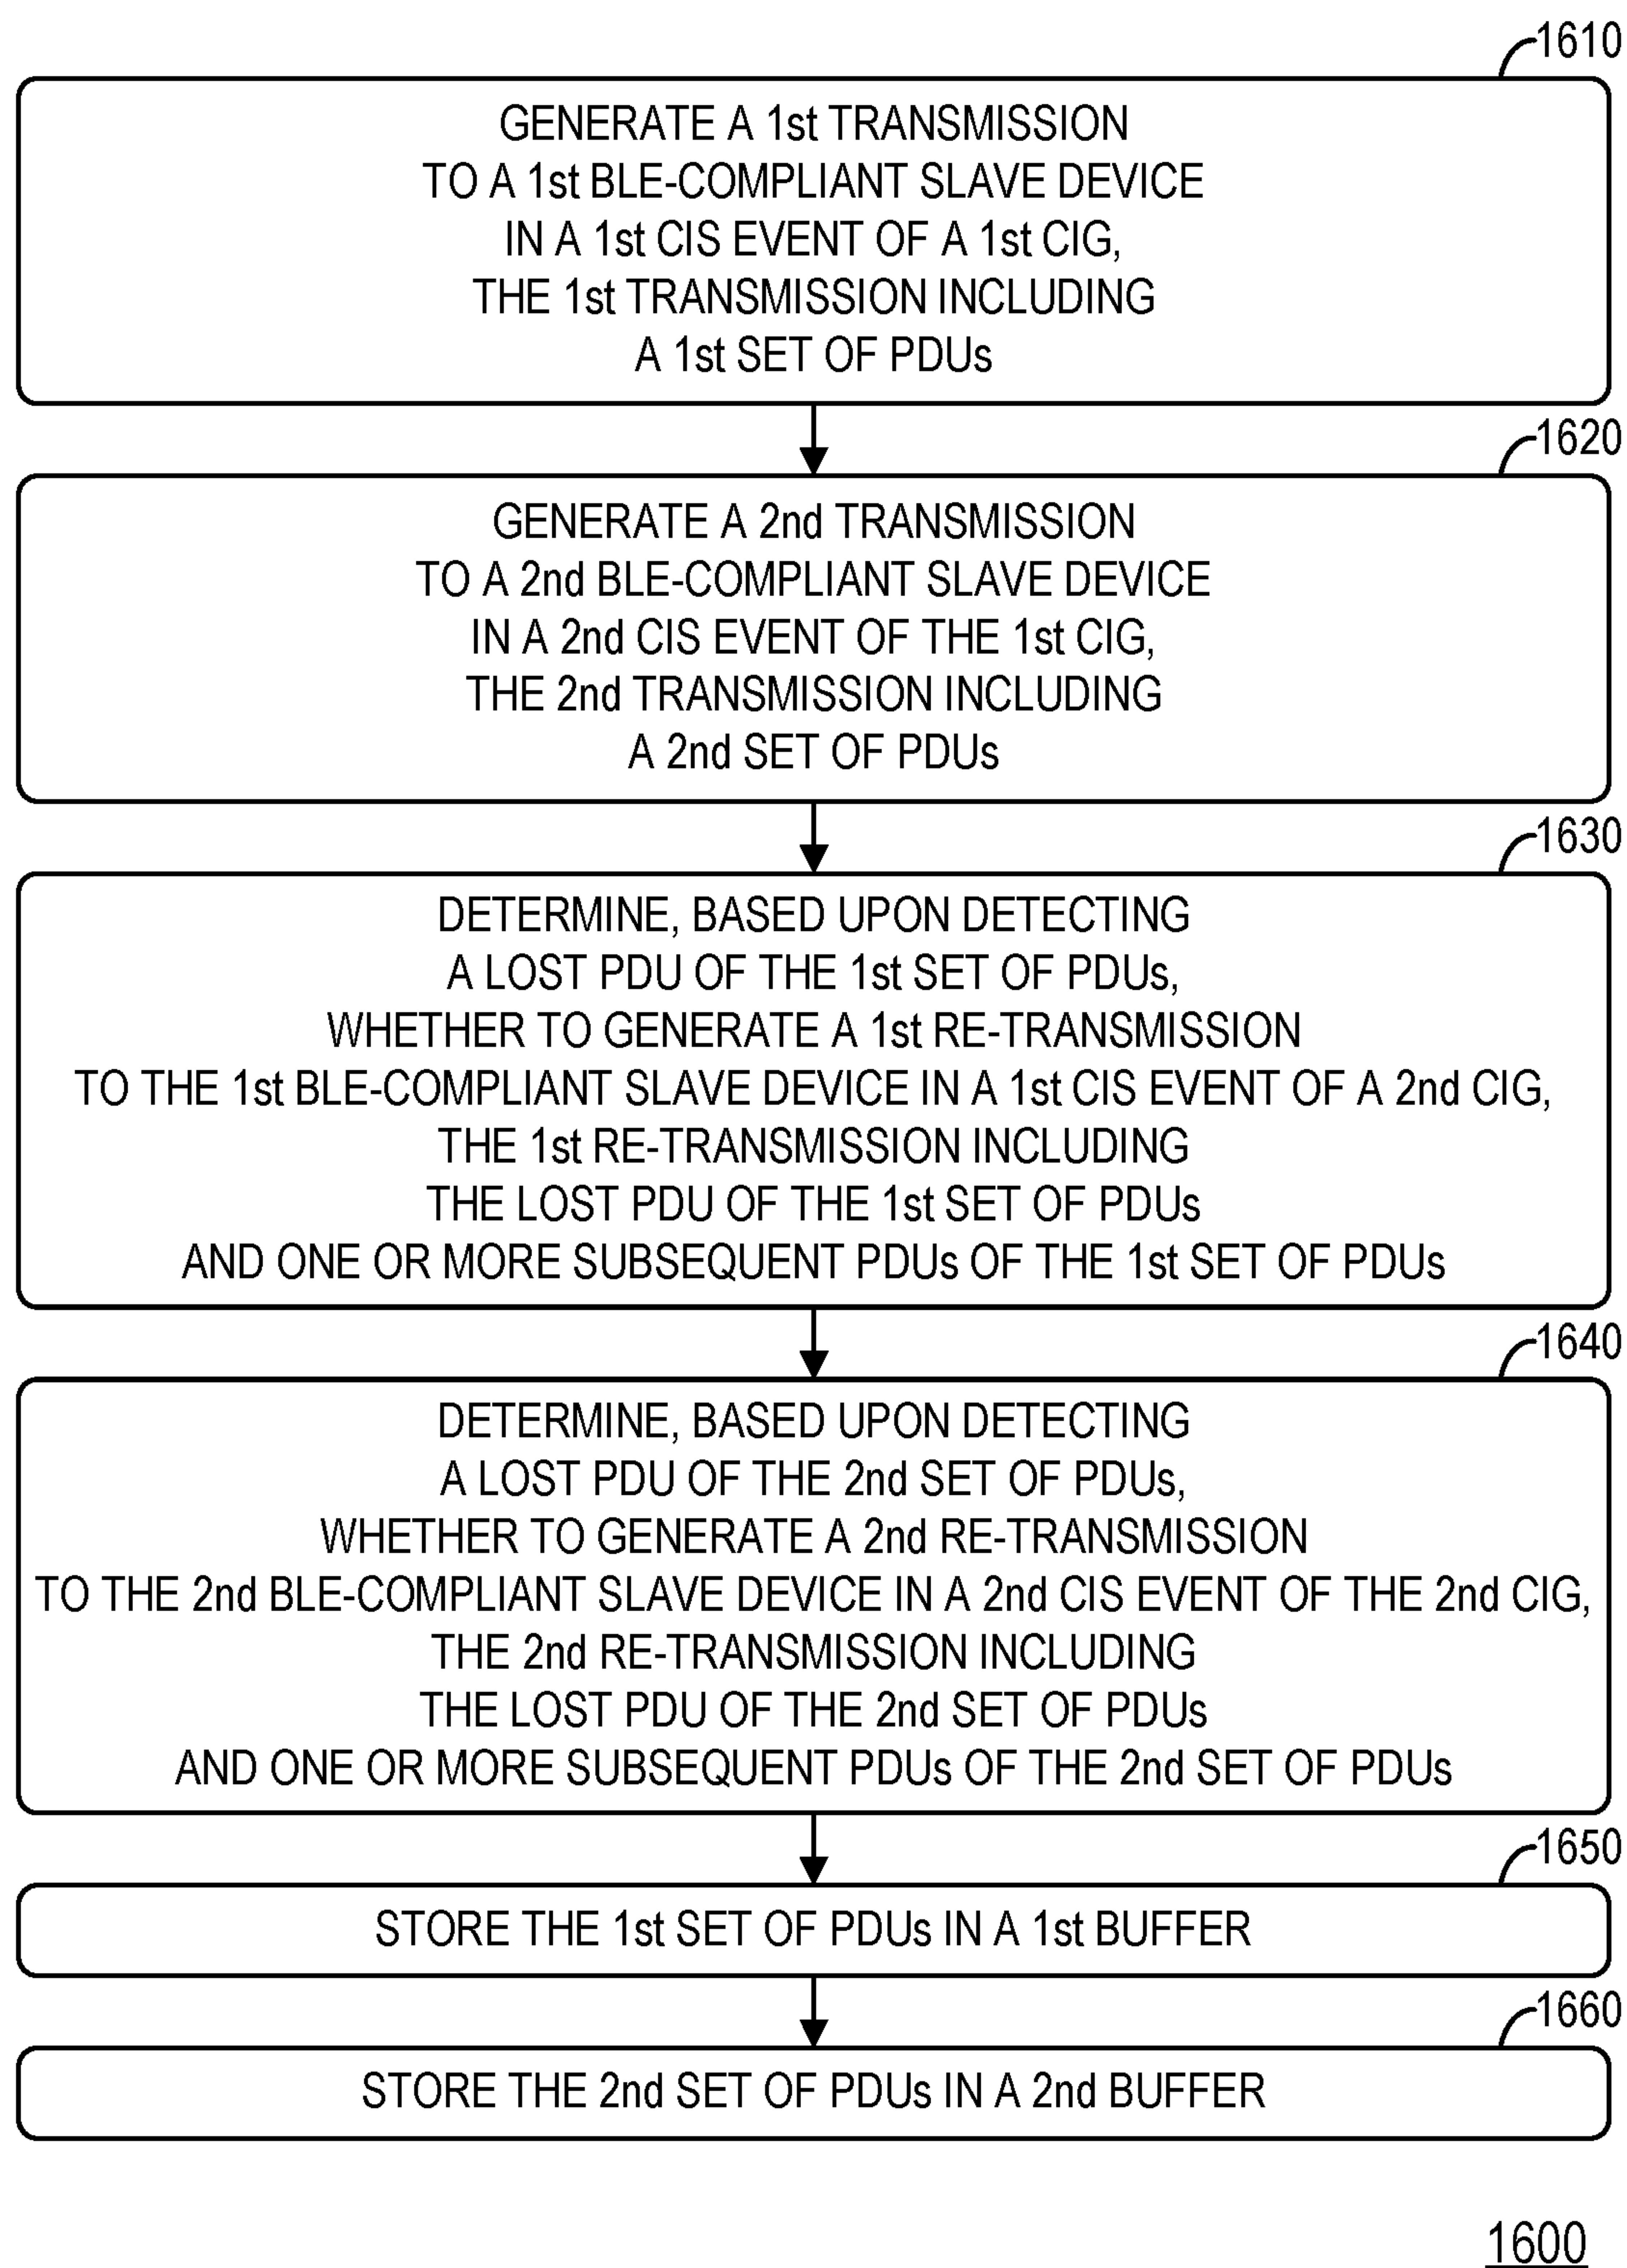 1610
GENERATE A 1st TRANSMISSION
TO A 1st BLE-COMPLIANT SLAVE DEVICE
IN A 1st CIS EVENT OF A 1st CIG,
THE 1st TRANSMISSION INCLUDING
A 1st SET OF PDUs
1620
GENERATE A 2nd TRANSMISSION
TO A 2nd BLE-COMPLIANT SLAVE DEVICE
IN A 2nd CIS EVENT OF THE 1st CIG,
THE 2nd TRANSMISSION INCLUDING
A 2nd SET OF PDUs
1630
DETERMINE, BASED UPON DETECTING
A LOST PDU OF THE 1st SET OF PDUs,
WHETHER TO GENERATE A 1st RE-TRANSMISSION
TO THE 1st BLE-COMPLIANT SLAVE DEVICE IN A 1st CIS EVENT OF A 2nd CIG,
THE 1st RE-TRANSMISSION INCLUDING
THE LOST PDU OF THE 1st SET OF PDUs
AND ONE OR MORE SUBSEQUENT PDUs OF THE 1st SET OF PDUs
1640
DETERMINE, BASED UPON DETECTING
A LOST PDU OF THE 2nd SET OF PDUs,
WHETHER TO GENERATE A 2nd RE-TRANSMISSION
TO THE 2nd BLE-COMPLIANT SLAVE DEVICE IN A 2nd CIS EVENT OF THE 2nd CIG,
THE 2nd RE-TRANSMISSION INCLUDING
THE LOST PDU OF THE 2nd SET OF PDUs
AND ONE OR MORE SUBSEQUENT PDUs OF THE 2nd SET OF PDUs
1650
STORE THE 1st SET OF PDUs IN A 1st BUFFER
1660
STORE THE 2nd SET OF PDUs IN A 2nd BUFFER
1600